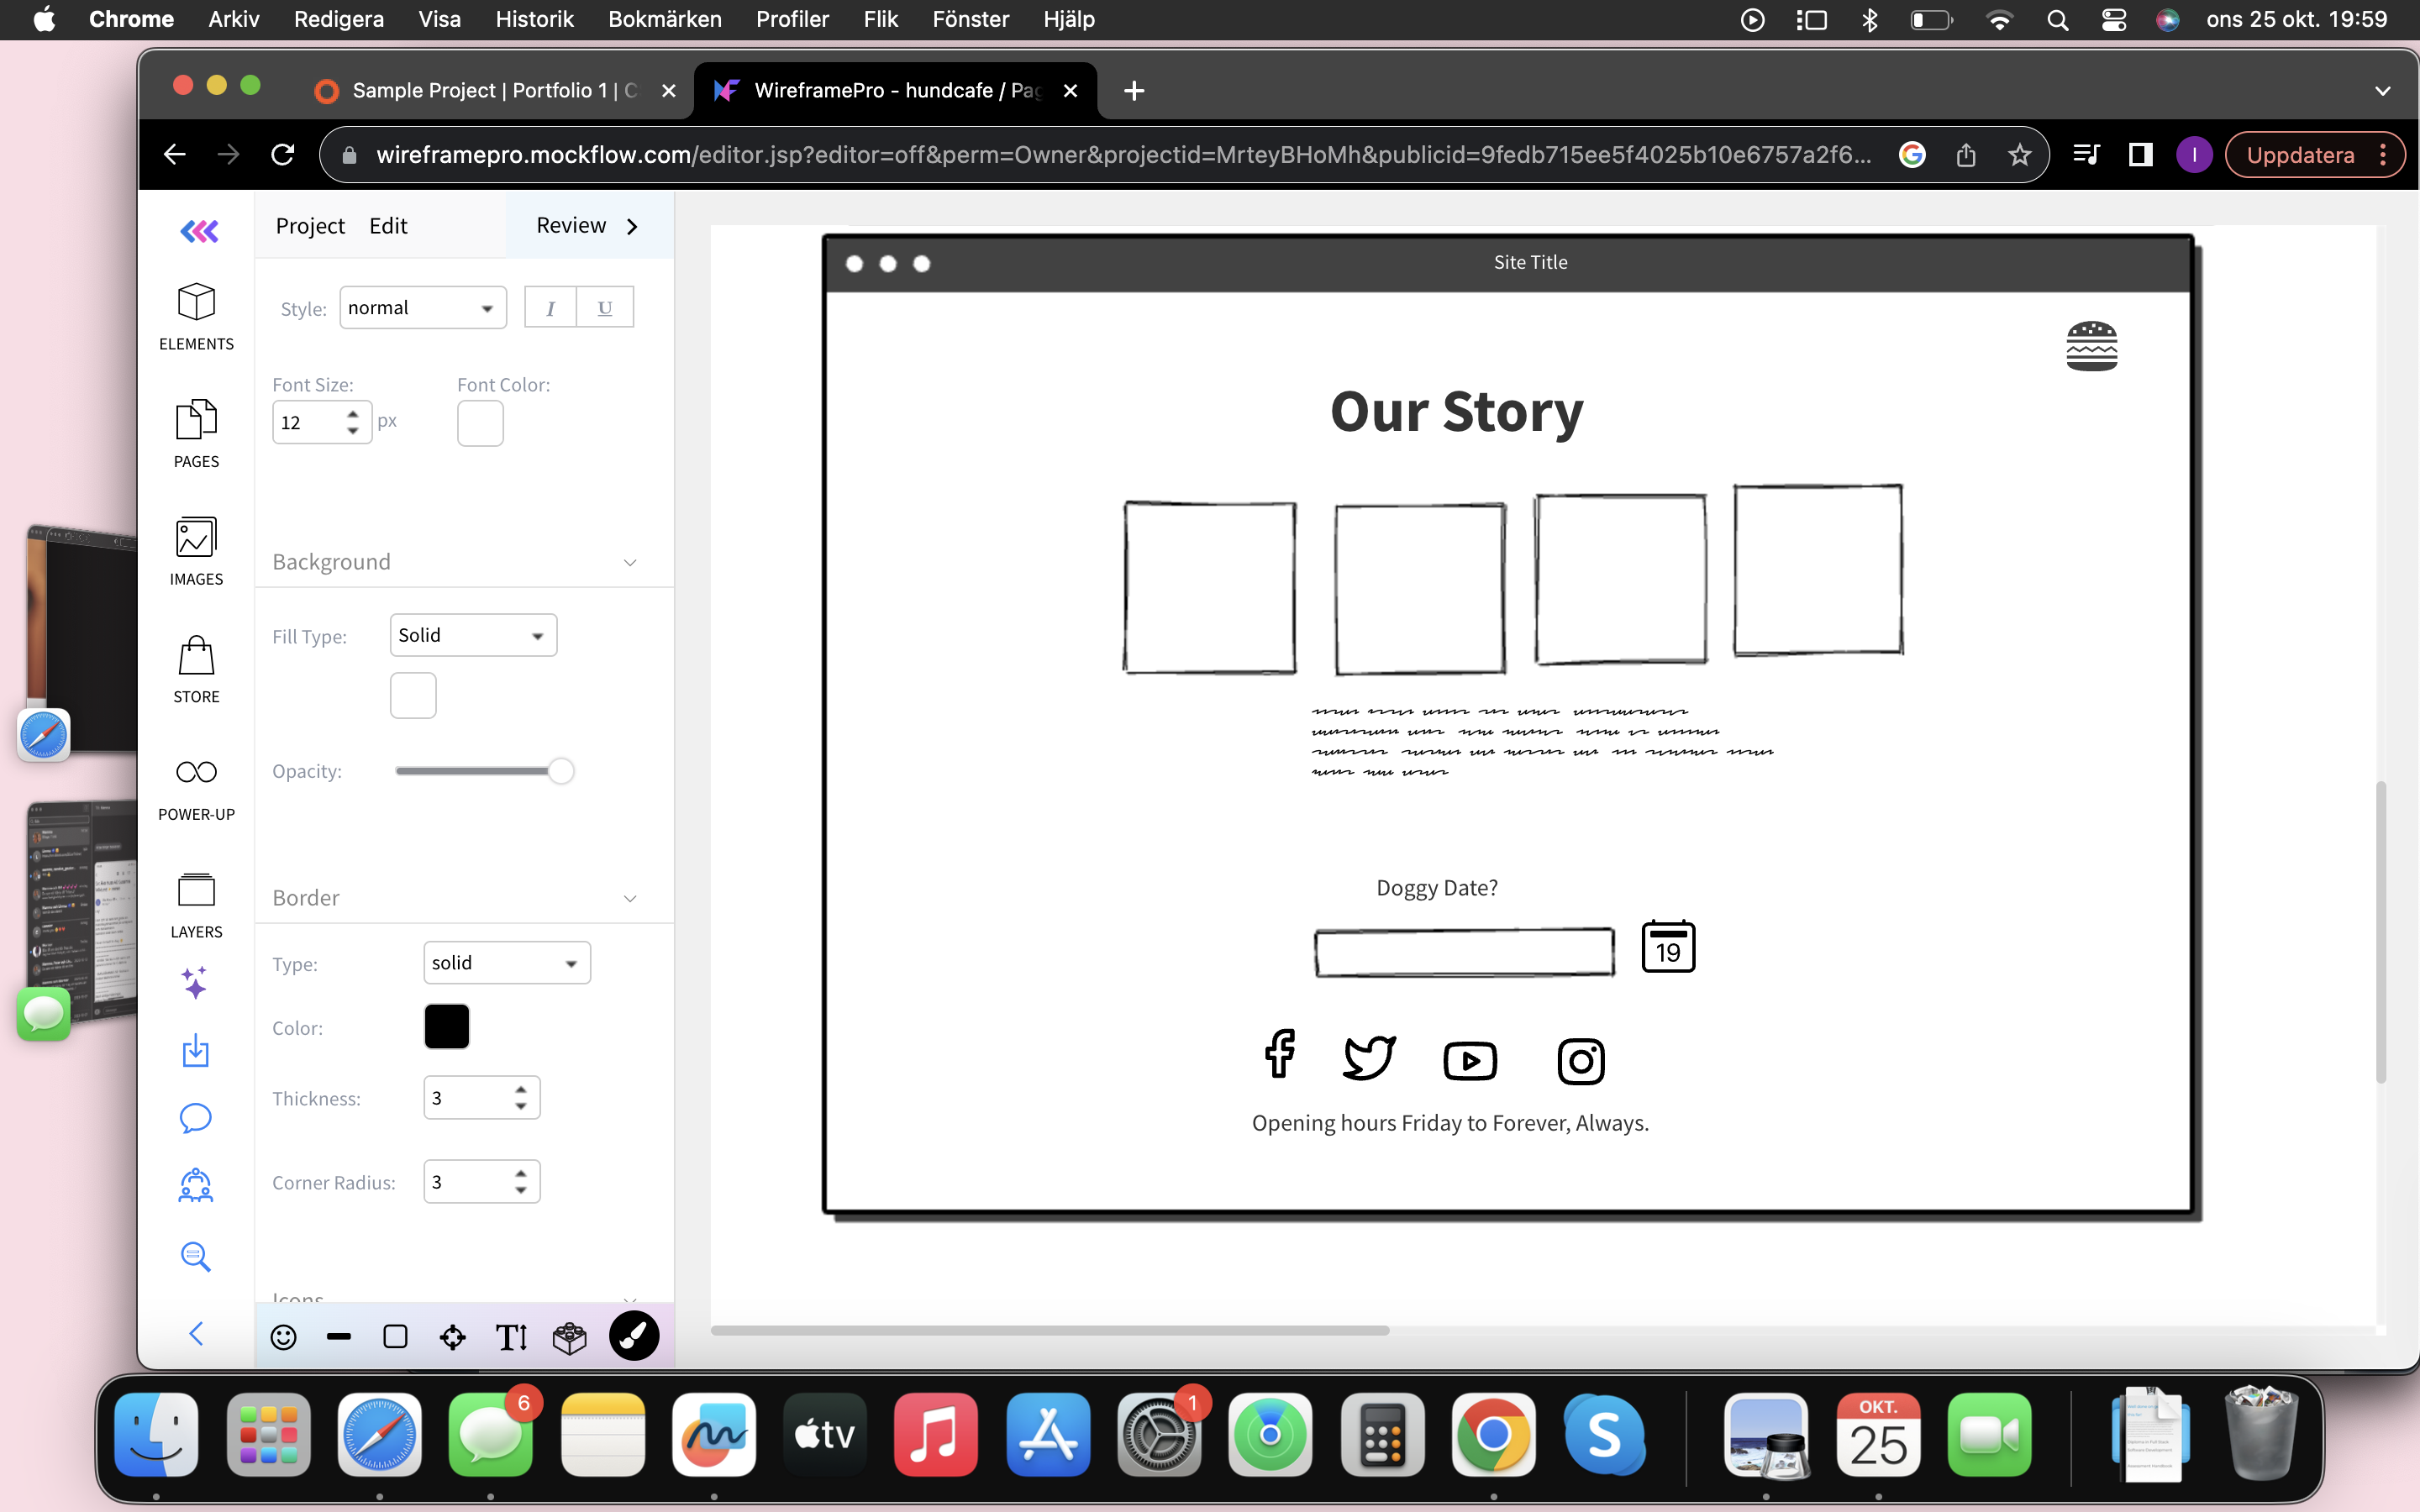 Chrome Arkiv Redigera Visa Historik Bokmärken Profiler Flik Fönster Hjälp ons 25 okt. 19:59
Sample Project | Portfolio 1 | C
WireframePro - hundcafe / Pag
wireframepro.mockflow.com/editor.jsp?editor=off&perm=Owner&projectid=MrteyBHoMh&publicid=9fedb715ee5f4025b10e6757a2f6...
I
Uppdatera
Project Edit Review
ELEMENTS
PAGES
IMAGES
STORE
POWER-UP
LAYERS
Style: normal I U
Font Size: Font Color:
12 px
Background
Fill Type: Solid
Opacity:
Border
Type: solid
Color:
Thickness: 3
Corner Radius: 3
Icons
Site Title
Our Story
Doggy Date?
19
Opening hours Friday to Forever, Always.
6
tv
1
S
OKT.
25